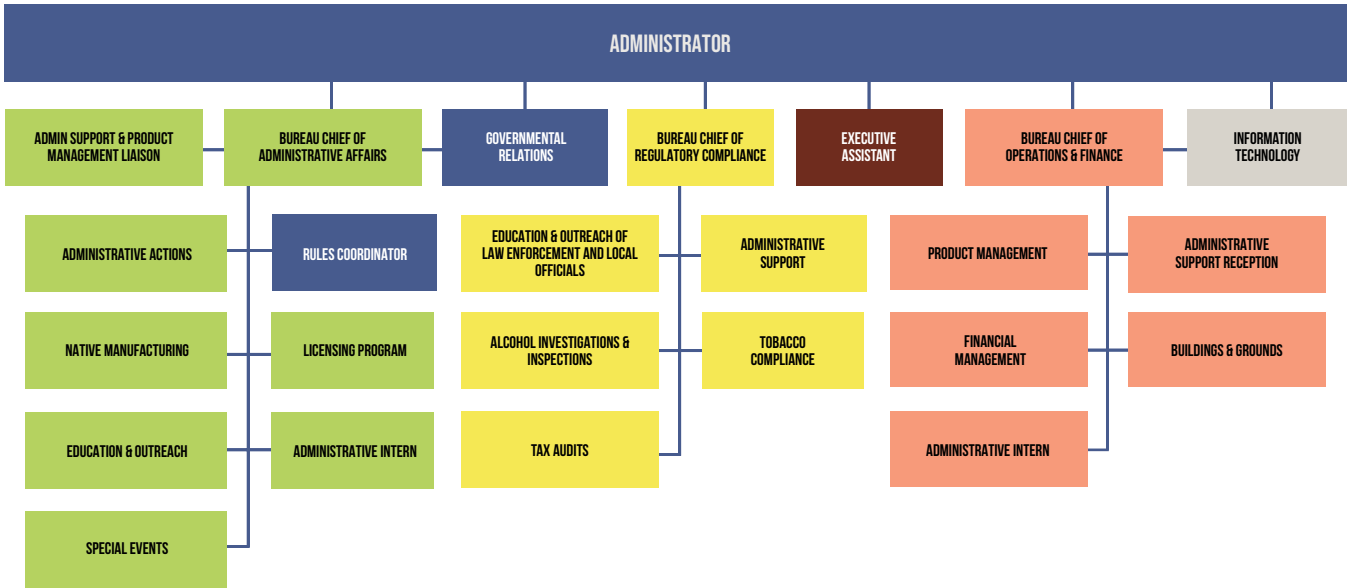 ADMINISTRATOR
ADMIN SUPPORT & PRODUCT
MANAGEMENT LIAISON
BUREAU CHIEF OF
ADMINISTRATIVE AFFAIRS
GOVERNMENTAL
RELATIONS
BUREAU CHIEF OF
REGULATORY COMPLIANCE
EXECUTIVE
ASSISTANT
BUREAU CHIEF OF
OPERATIONS & FINANCE
INFORMATION
TECHNOLOGY
ADMINISTRATIVE ACTIONS
RULES COORDINATOR
EDUCATION & OUTREACH OF
LAW ENFORCEMENT AND LOCAL
OFFICIALS
ADMINISTRATIVE
SUPPORT
PRODUCT MANAGEMENT
ADMINISTRATIVE
SUPPORT RECEPTION
NATIVE MANUFACTURING
LICENSING PROGRAM
ALCOHOL INVESTIGATIONS &
INSPECTIONS
TOBACCO
COMPLIANCE
FINANCIAL
MANAGEMENT
BUILDINGS & GROUNDS
EDUCATION & OUTREACH
ADMINISTRATIVE INTERN
TAX AUDITS
ADMINISTRATIVE INTERN
SPECIAL EVENTS